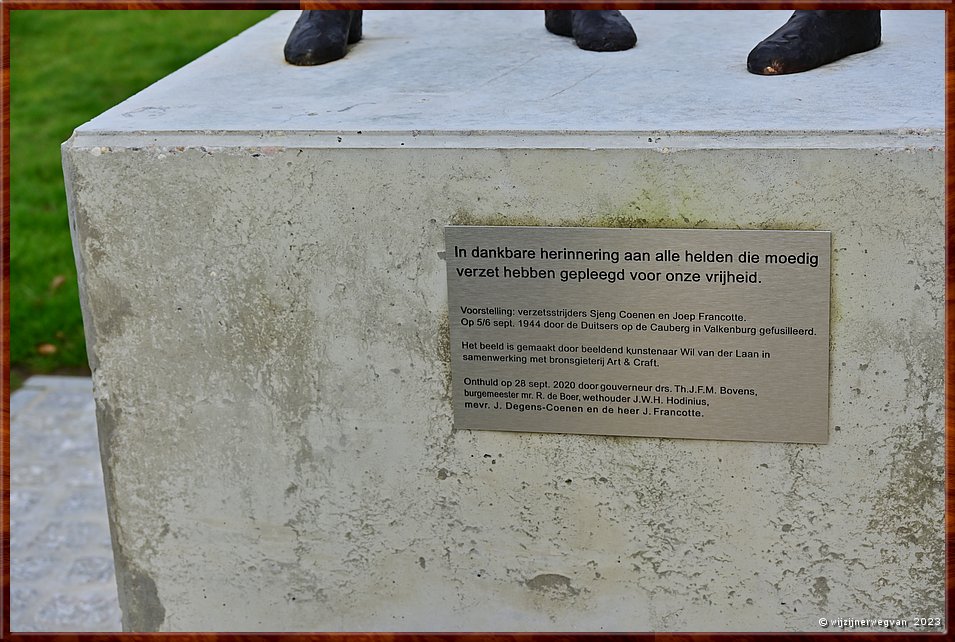 In dankbare herinnering aan alle helden die moedig
verzet hebben gepleegd voor onze vrijheid.
Voorstelling: verzetsstrijders Sjeng Coenen en Joep Francotte.
Op 5/6 sept. 1944 door de Duitsers op de Cauberg in Valkenburg gefusilleerd.
Het beeld is gemaakt door beeldend kunstenaar Wil van der Laan in
samenwerking met bronsgieterij Art & Craft.
Onthuld op 28 sept. 2020 door gouverneur drs. Th.J.F.M. Bovens,
burgemeester mr. R. de Boer, wethouder J.W.H. Hodinius,
mevr. J. Degens-Coenen en de heer J. Francotte.
© wijzijnerwegvan 2023